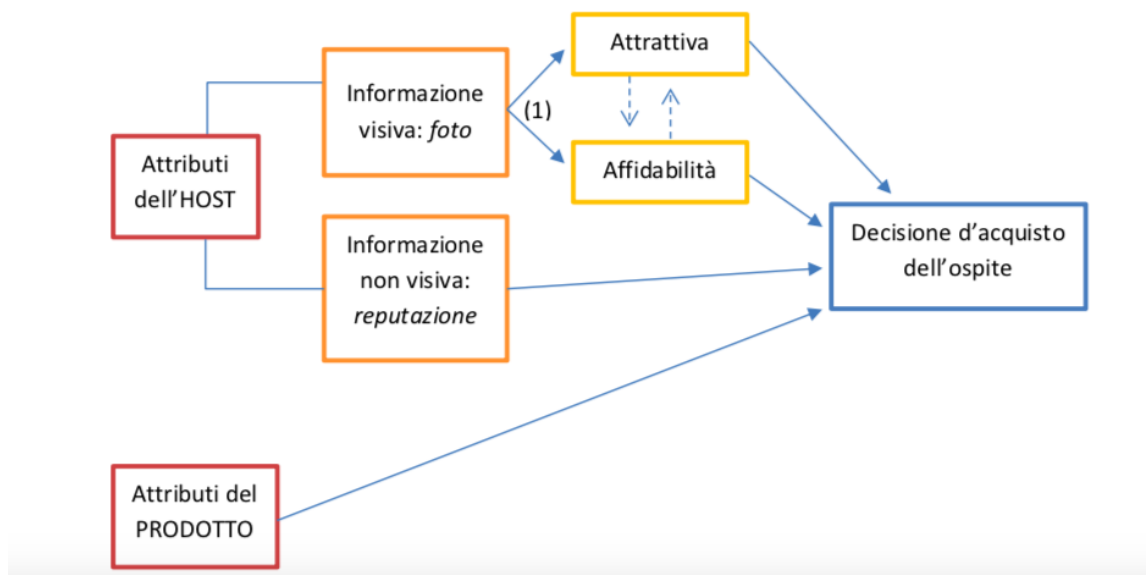 Attributi
dell'HOST
Informazione
visiva: foto
(1)
Attrattiva
Affidabilità
Informazione
non visiva:
reputazione
Decisione d'acquisto
dell'ospite
Attributi del
PRODOTTO